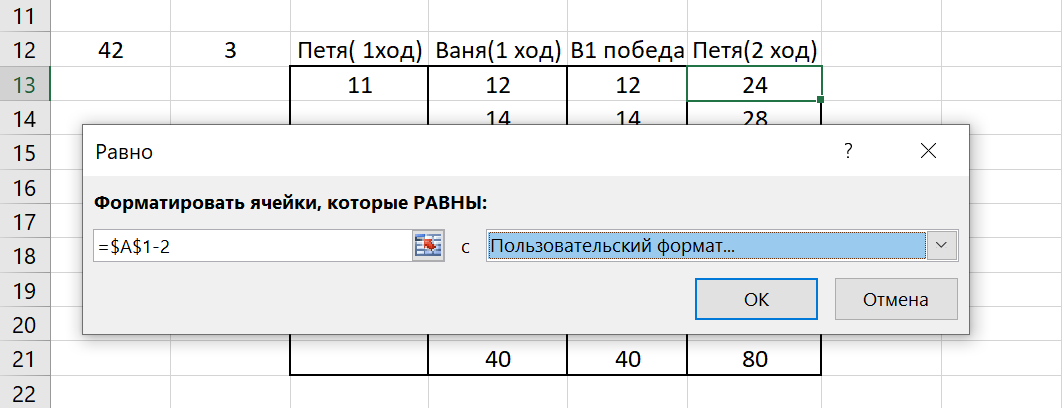 11
12 42 3 Петя( 1ход) Ваня(1 ход) В1 победа Петя(2 ход)
13 11 12 12 24
14 14 14 28
15
16
17
18
19
20
21 40 40 80
22
Равно ?
Форматировать ячейки, которые РАВНЫ:
=$A$1-2 с Пользовательский формат...
ОК Отмена